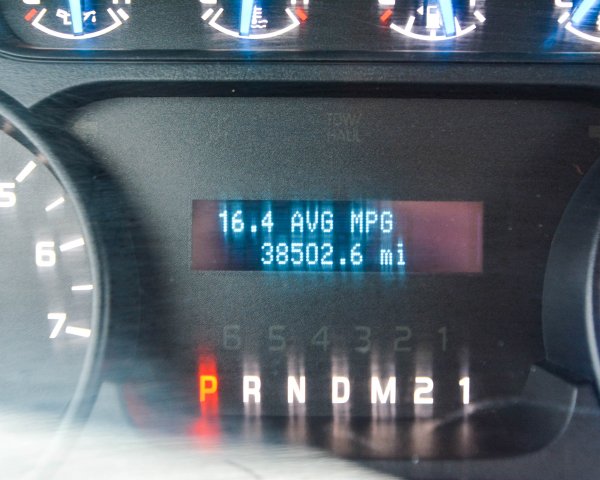 TOW/
HAUL
16.4 AVG MPG
38502.6 mi
5
6
7
6 5 4 3 2 1
P R N D M 2 1